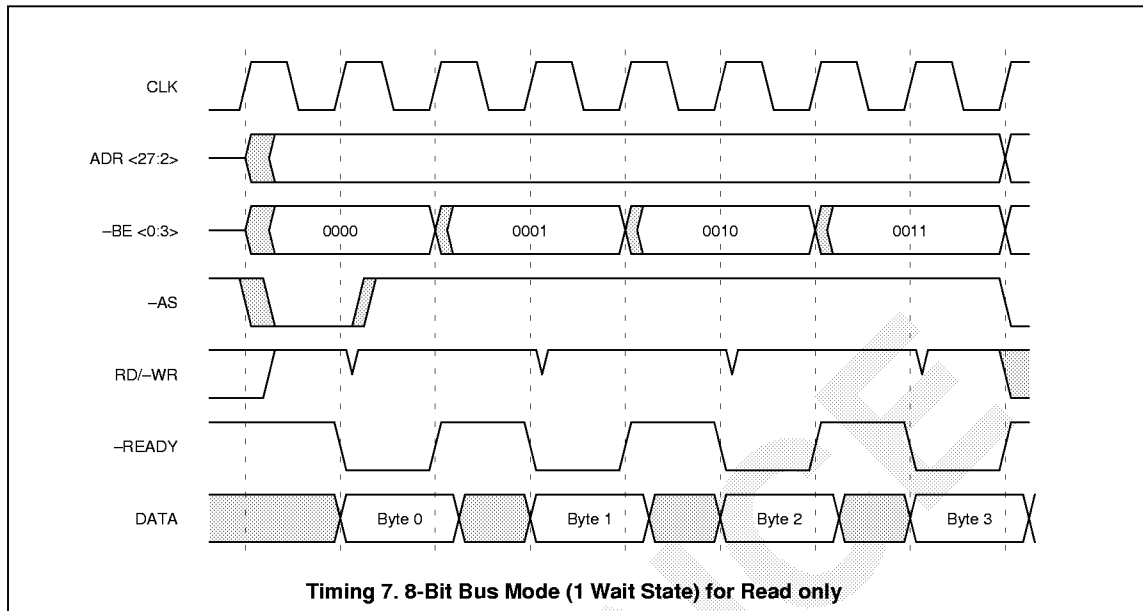 CLK
ADR <27:2>
–BE <0:3> 0000 0001 0010 0011
–AS
RD/–WR
–READY
DATA Byte 0 Byte 1 Byte 2 Byte 3
Timing 7. 8-Bit Bus Mode (1 Wait State) for Read only